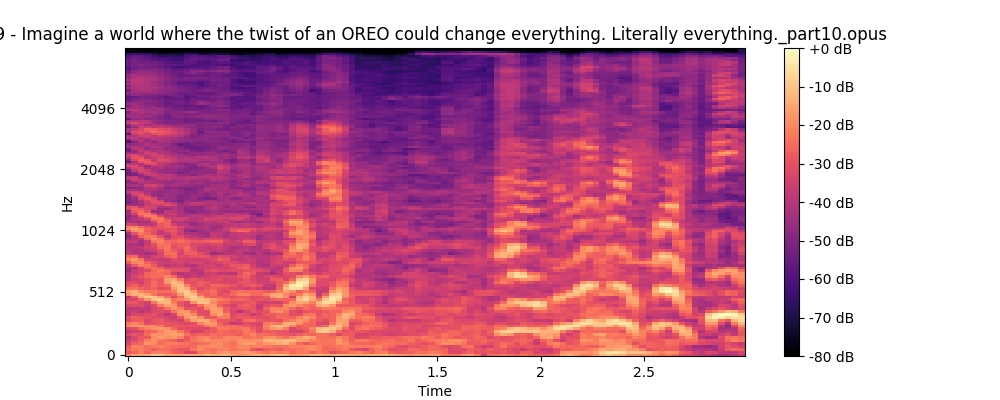 9 - Imagine a world where the twist of an OREO could change everything. Literally everything._part10.opus
+0 dB
4096
-10 dB
-20 dB
2048
-30 dB
Hz
1024
-40 dB
-50 dB
512
-60 dB
-70 dB
0
-80 dB
0 0.5 1 1.5 2 2.5
Time